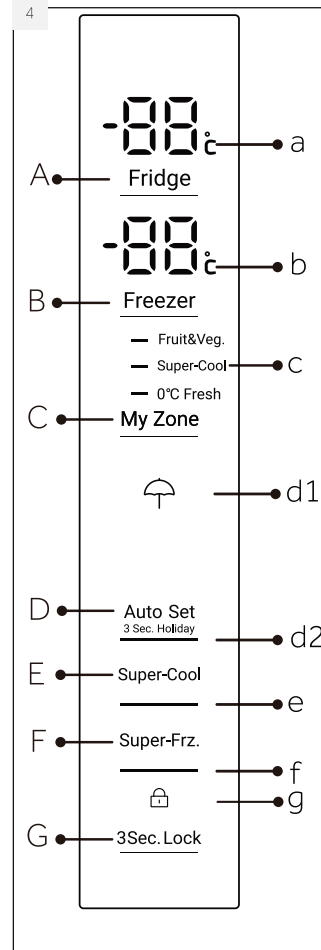 4
-88°c a
A Fridge
-88°c b
B Freezer
Fruit&Veg.
Super-Cool c
0°C Fresh
C My Zone
d1
D Auto Set
3 Sec. Holiday
d2
E Super-Cool
e
F Super-Frz.
f
g
G 3Sec. Lock